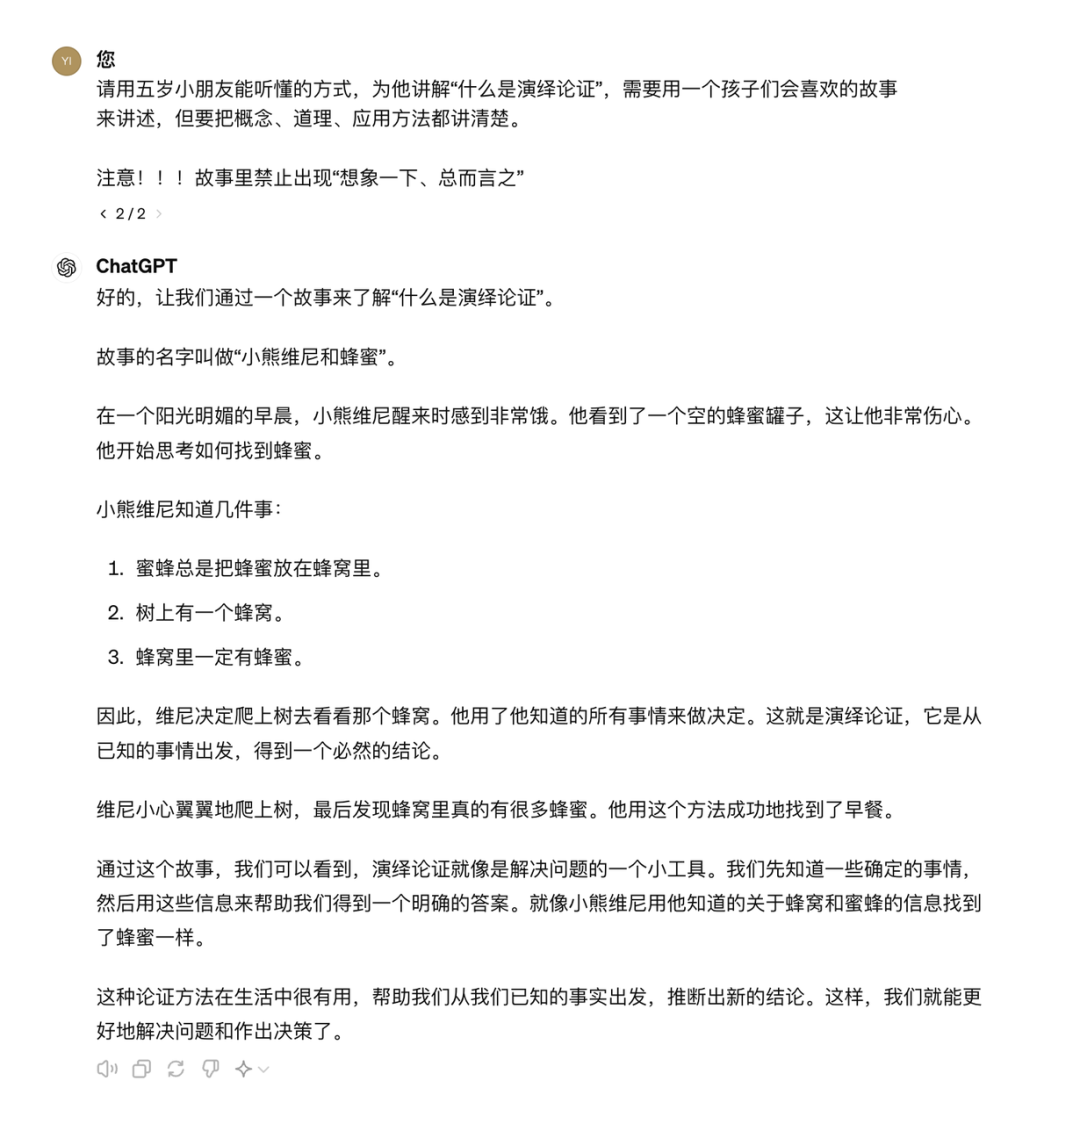 YI
您
请用五岁小朋友能听懂的方式，为他讲解“什么是演绎论证”，需要用一个孩子们会喜欢的故事
来讲述，但要把概念、道理、应用方法都讲清楚。
注意！！！故事里禁止出现“想象一下、总而言之”
2/2
ChatGPT
好的，让我们通过一个故事来了解“什么是演绎论证”。
故事的名字叫做“小熊维尼和蜂蜜”。
在一个阳光明媚的早晨，小熊维尼醒来时感到非常饿。他看到了一个空的蜂蜜罐子，这让他非常伤心。
他开始思考如何找到蜂蜜。
小熊维尼知道几件事：
1. 蜜蜂总是把蜂蜜放在蜂窝里。
2. 树上有一个蜂窝。
3. 蜂窝里一定有蜂蜜。
因此，维尼决定爬上树去看看那个蜂窝。他用了他知道的所有事情来做决定。这就是演绎论证，它是从
已知的事情出发，得到一个必然的结论。
维尼小心翼翼地爬上树，最后发现蜂窝里真的有很多蜂蜜。他用这个方法成功地找到了早餐。
通过这个故事，我们可以看到，演绎论证就像是解决问题的一个小工具。我们先知道一些确定的事情，
然后用这些信息来帮助我们得到一个明确的答案。就像小熊维尼用他知道的关于蜂窝和蜜蜂的信息找到
了蜂蜜一样。
这种论证方法在生活中很有用，帮助我们从我们已知的事实出发，推断出新的结论。这样，我们就能更
好地解决问题和作出决策了。